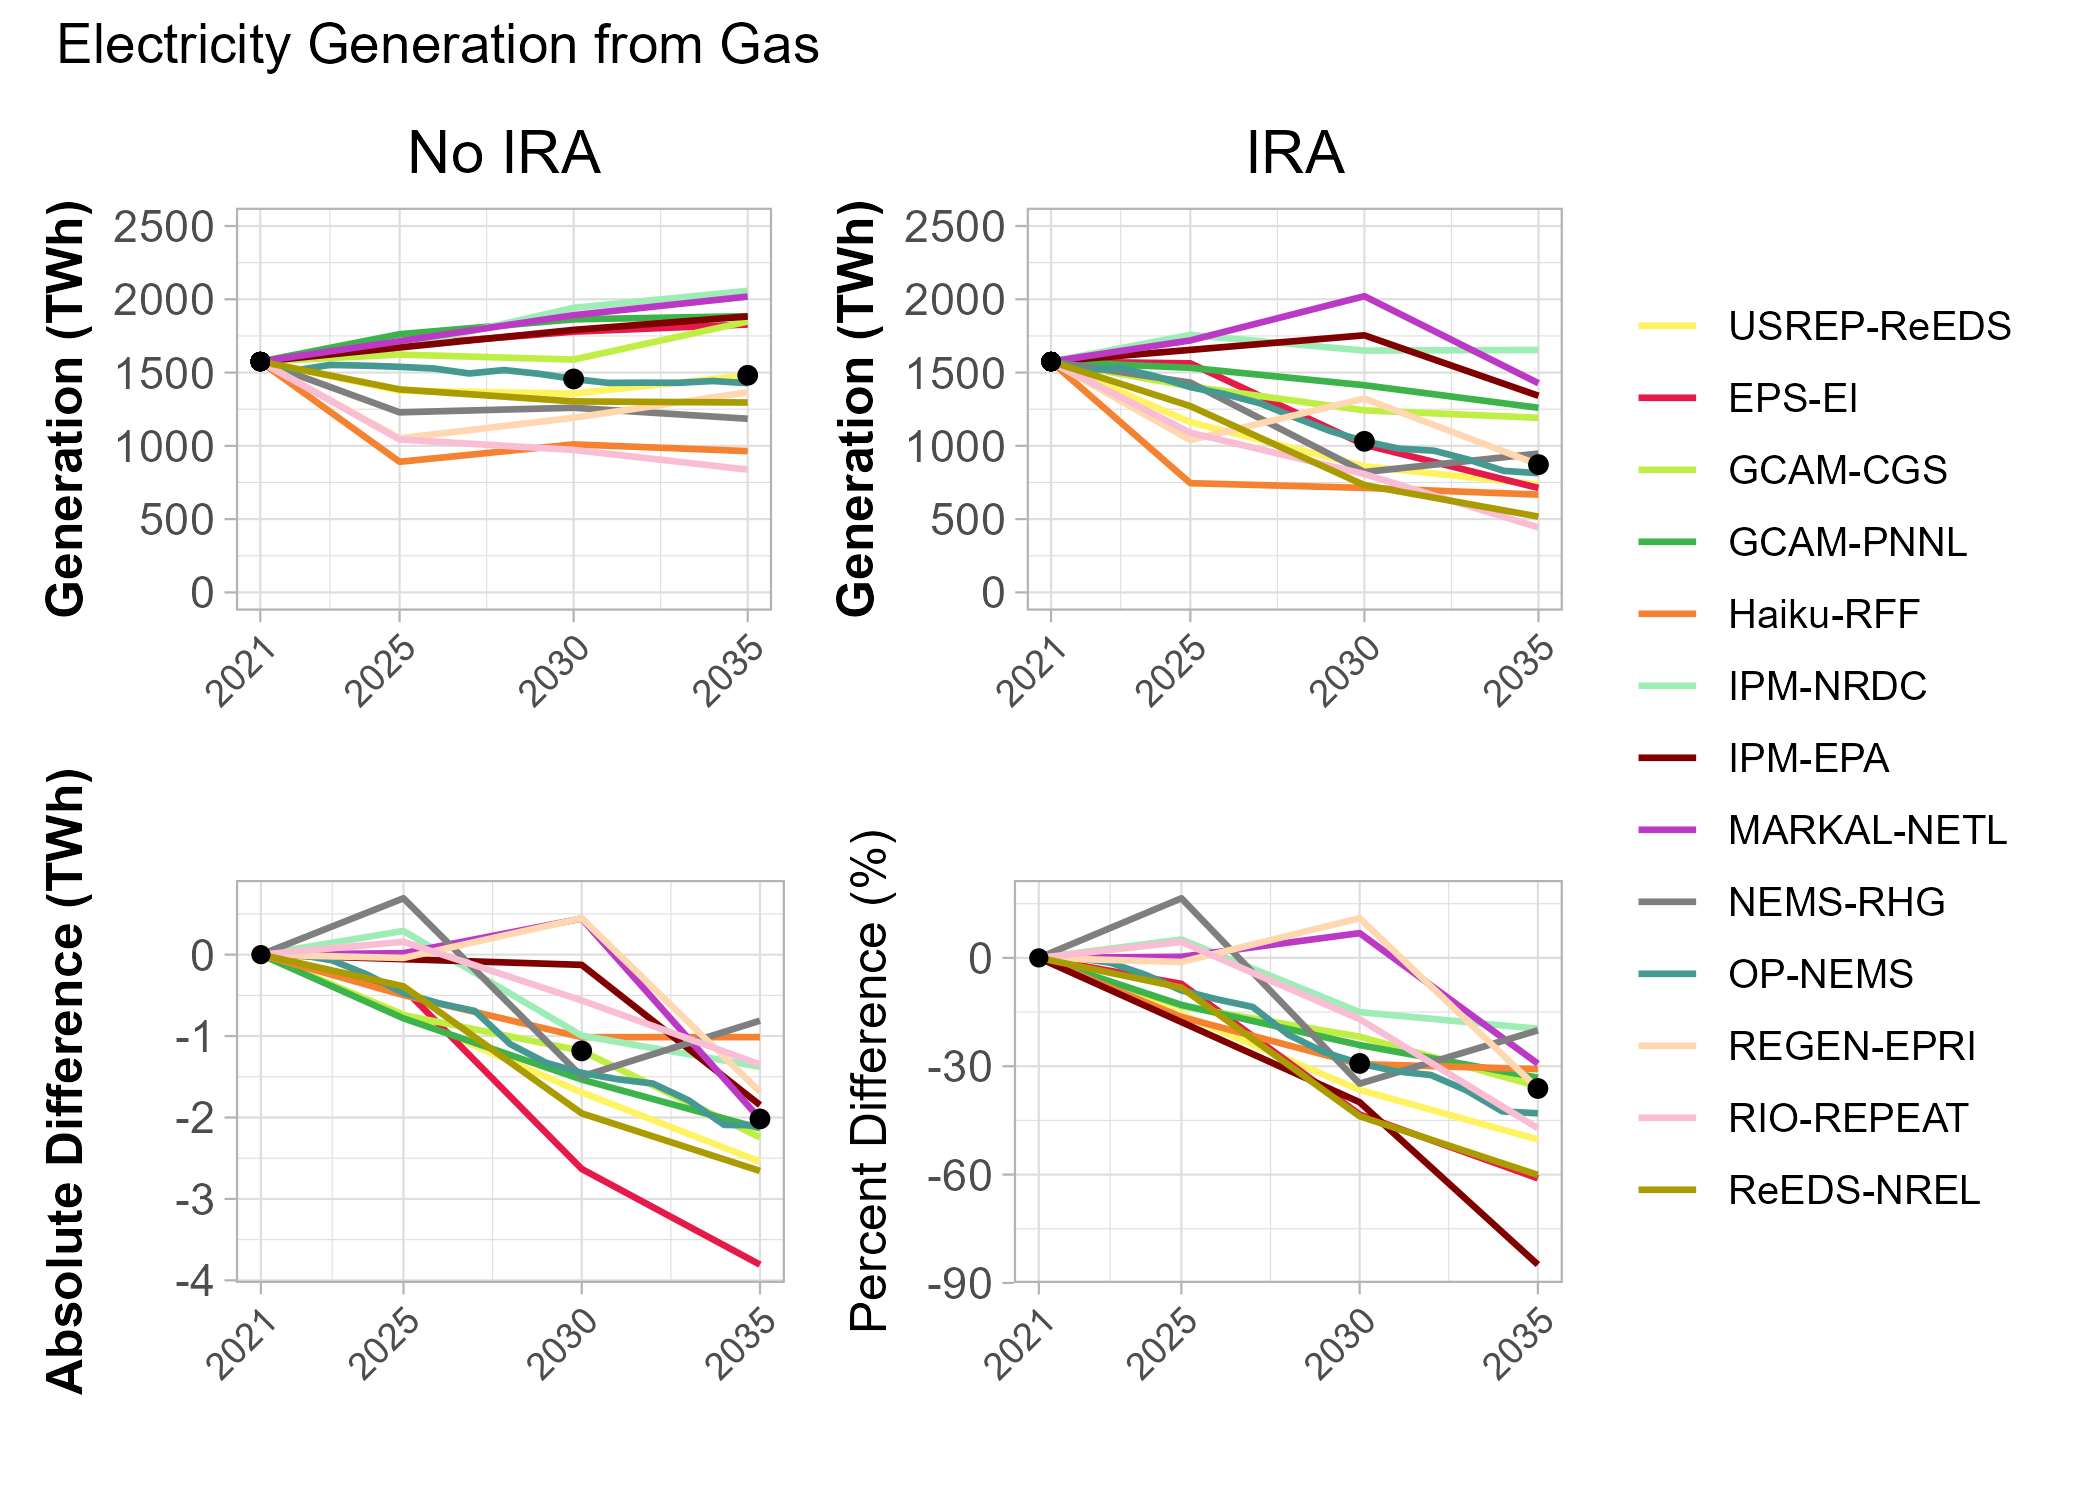 Electricity Generation from Gas
No IRA
IRA
Generation (TWh)
2500
2000
1500
1000
500
0
2021
2025
2030
2035
Generation (TWh)
2500
2000
1500
1000
500
0
2021
2025
2030
2035
Absolute Difference (TWh)
0
-1
-2
-3
-4
2021
2025
2030
2035
Percent Difference (%)
0
-30
-60
-90
2021
2025
2030
2035
USREP-ReEDS
EPS-EI
GCAM-CGS
GCAM-PNNL
Haiku-RFF
IPM-NRDC
IPM-EPA
MARKAL-NETL
NEMS-RHG
OP-NEMS
REGEN-EPRI
RIO-REPEAT
ReEDS-NREL